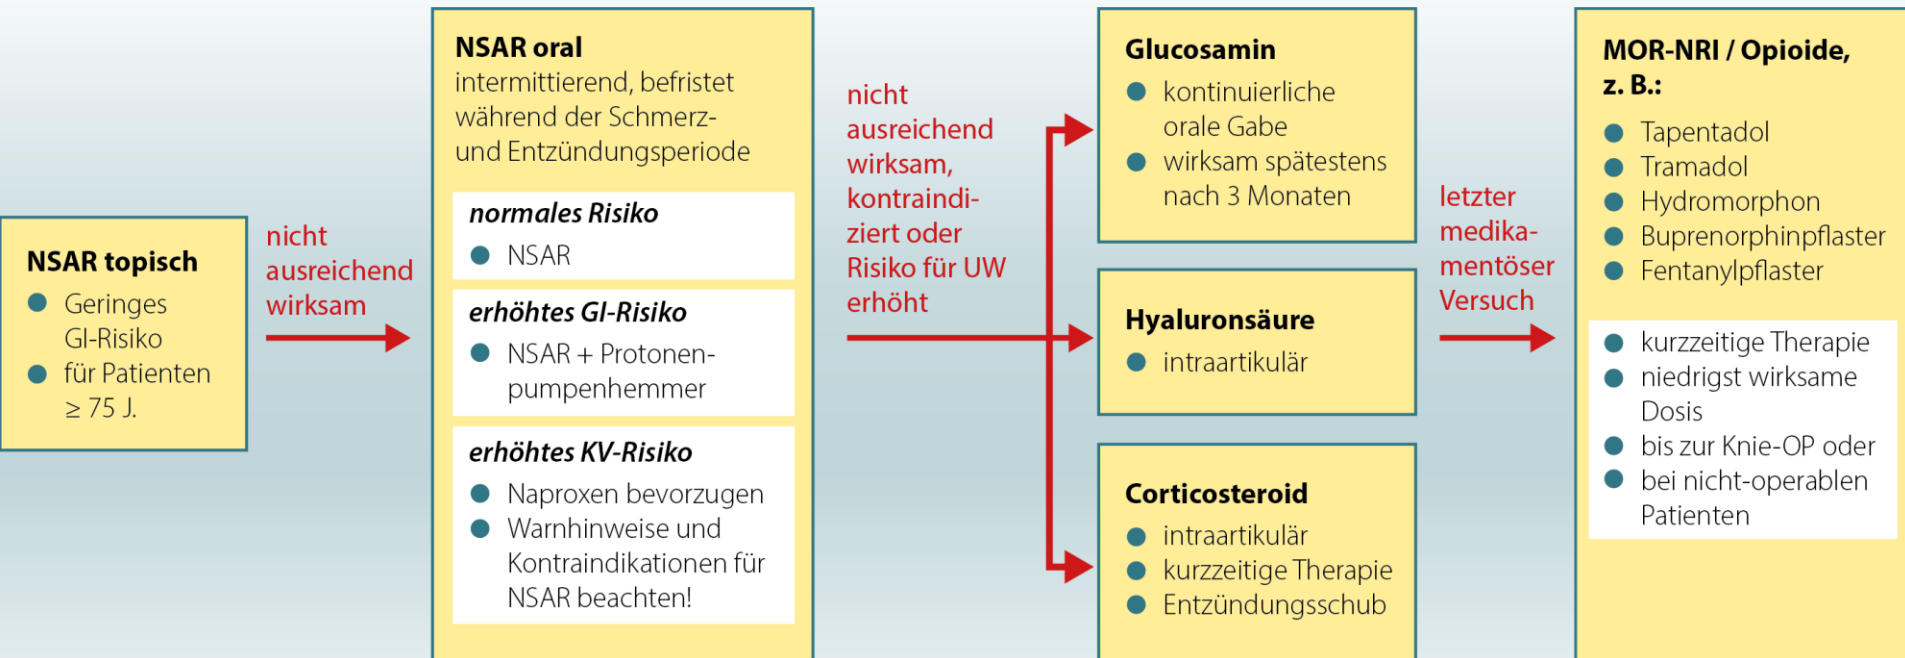 NSAR topisch
Geringes
GI-Risiko
für Patienten
≥ 75 J.
nicht
ausreichend
wirksam
NSAR oral
intermittierend, befristet
während der Schmerz-
und Entzündungsperiode
normales Risiko
NSAR
erhöhtes GI-Risiko
NSAR + Protonen-
pumpenhemmer
erhöhtes KV-Risiko
Naproxen bevorzugen
Warnhinweise und
Kontraindikationen für
NSAR beachten!
nicht
ausreichend
wirksam,
kontraindi-
ziert oder
Risiko für UW
erhöht
Glucosamin
kontinuierliche
orale Gabe
wirksam spätestens
nach 3 Monaten
Hyaluronsäure
intraartikulär
Corticosteroid
intraartikulär
kurzzeitige Therapie
Entzündungsschub
letzter
medika-
mentöser
Versuch
MOR-NRI / Opioide,
z. B.:
Tapentadol
Tramadol
Hydromorphon
Buprenorphinpflaster
Fentanylpflaster
kurzzeitige Therapie
niedrigst wirksame
Dosis
bis zur Knie-OP oder
bei nicht-operablen
Patienten